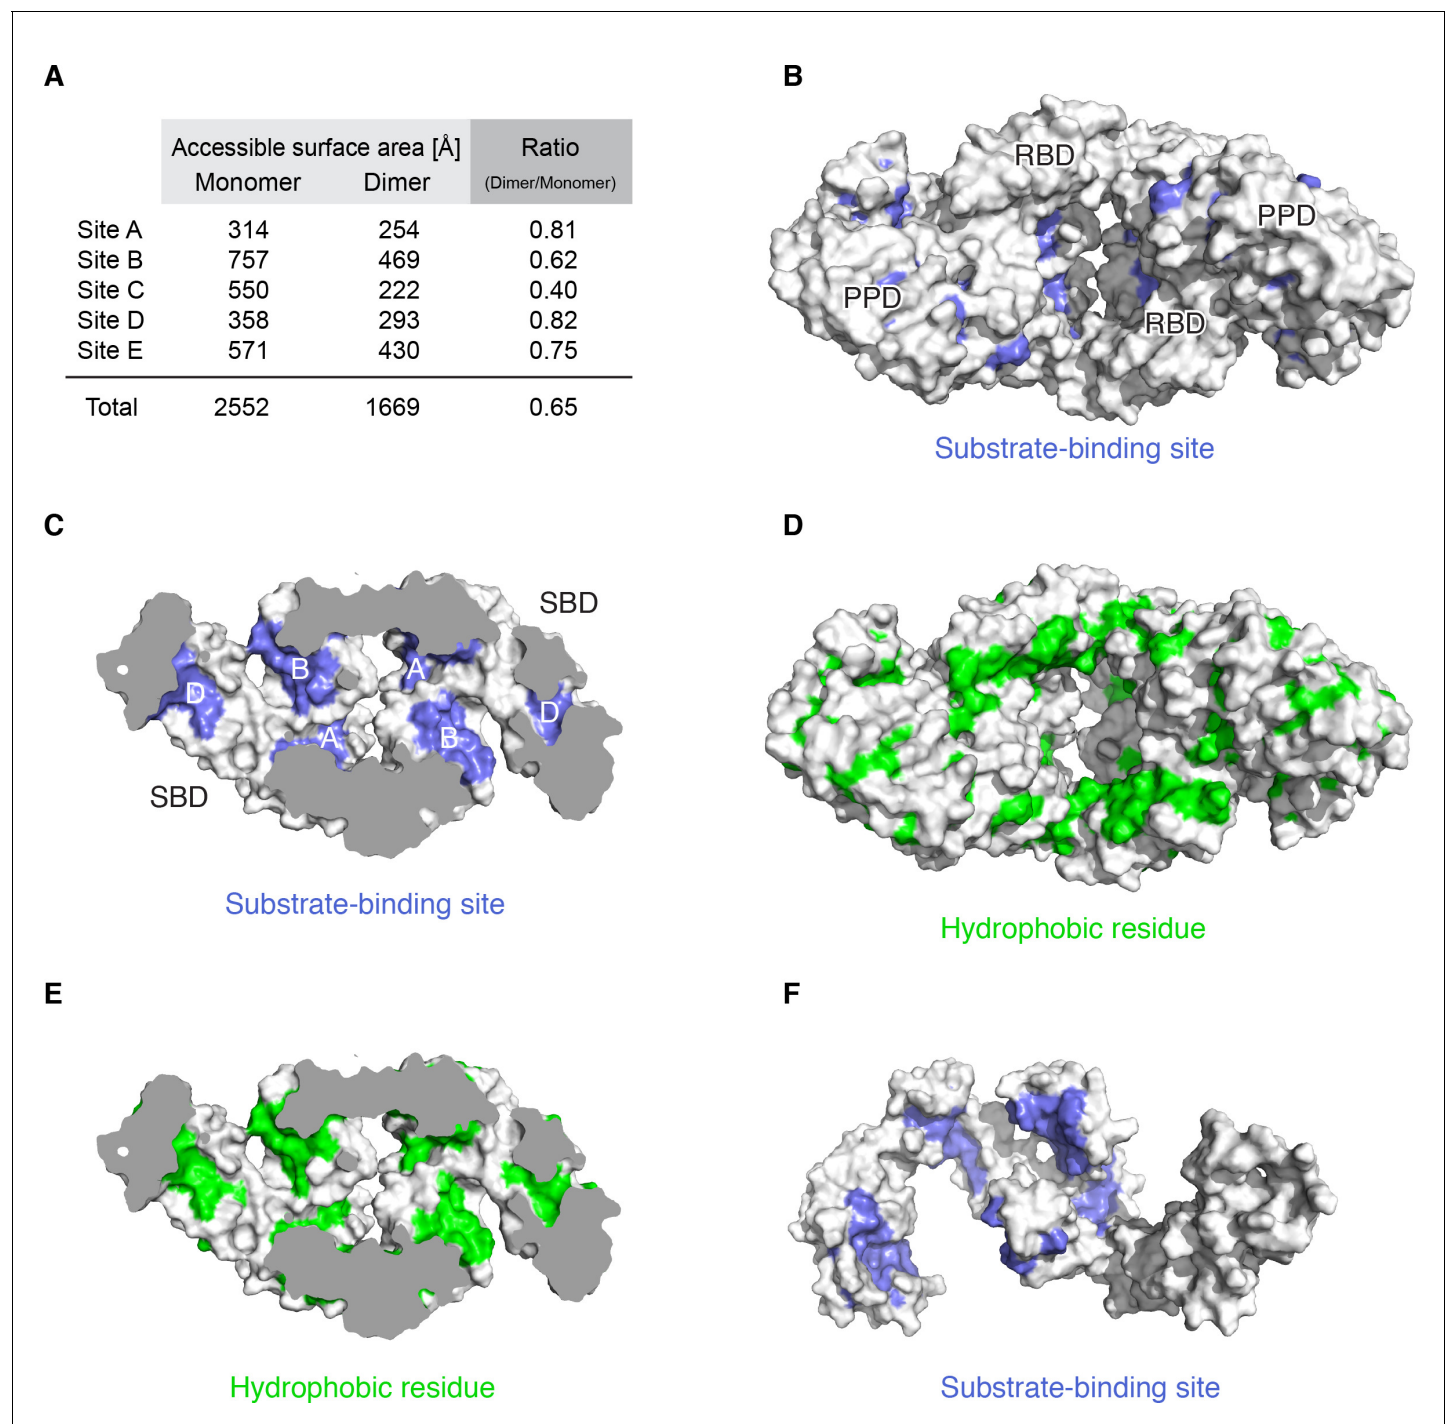 A
Accessible surface area [Å] Ratio
Monomer Dimer (Dimer/Monomer)
Site A 314 254 0.81
Site B 757 469 0.62
Site C 550 222 0.40
Site D 358 293 0.82
Site E 571 430 0.75
Total 2552 1669 0.65
B
RBD
PPD
PPD
RBD
Substrate-binding site
C
SBD
B A
D D
A B
SBD
Substrate-binding site
D
Hydrophobic residue
E
Hydrophobic residue
F
Substrate-binding site